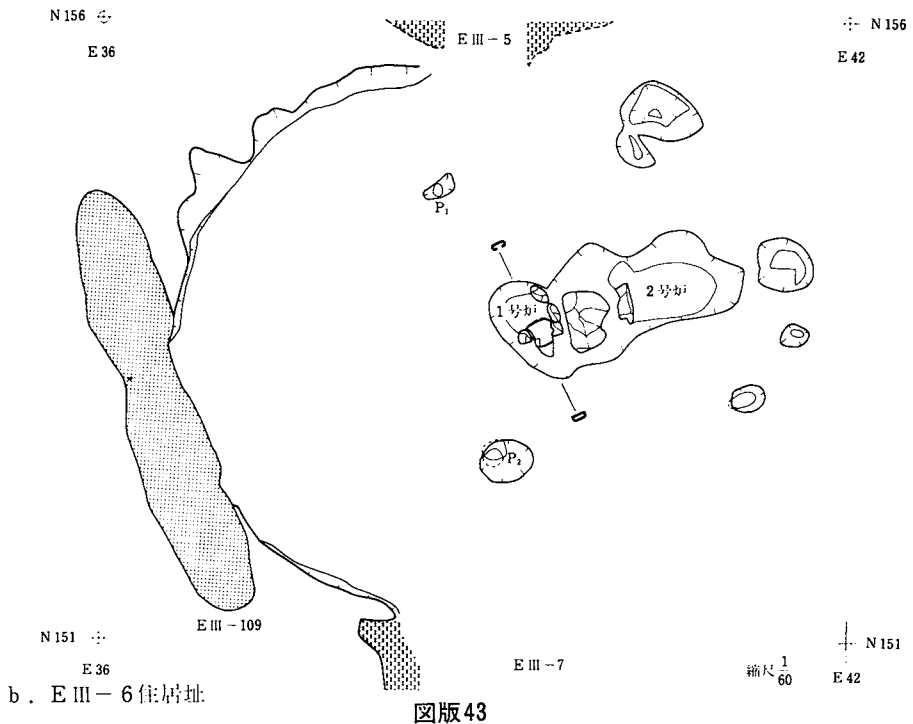 N 156
E 36
E III-5
N 156
E 42
P₁
C
1号炉
2号炉
D
P₂
E III-109
N 151
E 36
E III-7
縮尺 1/60
N 151
E 42
b. E III-6住居址
図版43